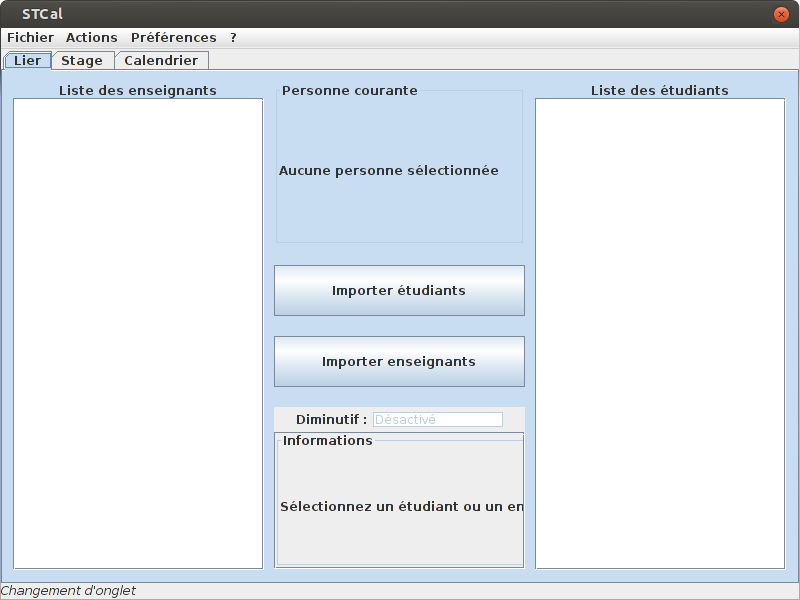 STCal
Fichier Actions Préférences ?
Lier Stage Calendrier
Liste des enseignants
Personne courante
Liste des étudiants
Aucune personne sélectionnée
Importer étudiants
Importer enseignants
Diminutif : Désactivé
Informations
Sélectionnez un étudiant ou un en
Changement d'onglet